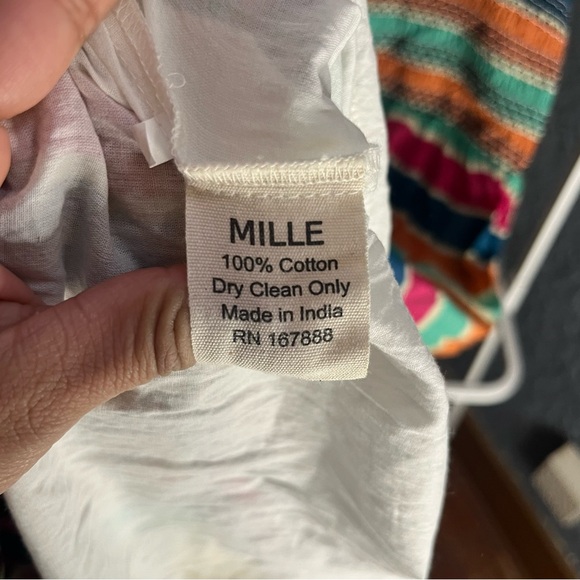 MILLE
100% Cotton
Dry Clean Only
Made in India
RN 167888